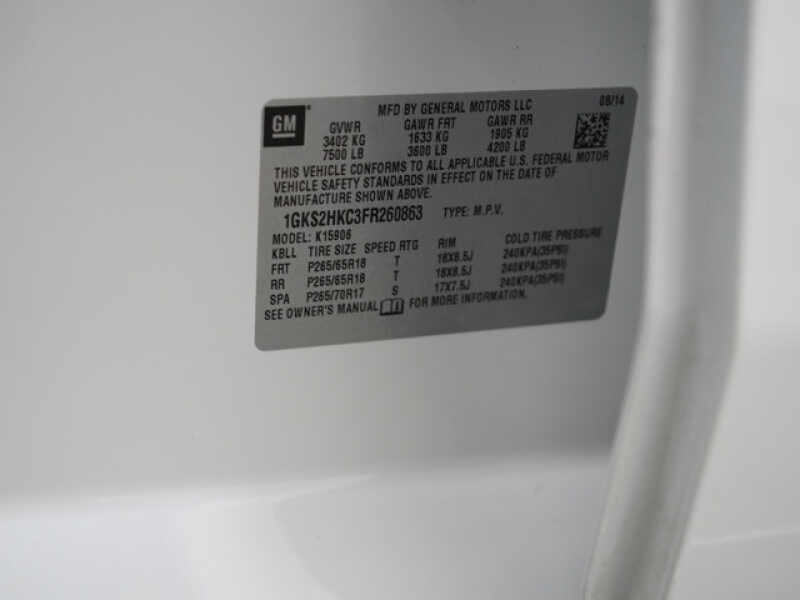 GM
MFD BY GENERAL MOTORS LLC 08/14
GVWR GAWR FRT GAWR RR
3402 KG 1633 KG 1905 KG
7500 LB 3600 LB 4200 LB
THIS VEHICLE CONFORMS TO ALL APPLICABLE U.S. FEDERAL MOTOR
VEHICLE SAFETY STANDARDS IN EFFECT ON THE DATE OF
MANUFACTURE SHOWN ABOVE.
1GKS2HKC3FR260863 TYPE: M.P.V.
MODEL: K15906
KBLL TIRE SIZE SPEED RTG RIM COLD TIRE PRESSURE
FRT P265/65R18 T 18X8.5J 240KPA(35PSI)
RR P265/65R18 T 18X8.5J 240KPA(35PSI)
SPA P265/70R17 S 17X7.5J 240KPA(35PSI)
SEE OWNER'S MANUAL FOR MORE INFORMATION.